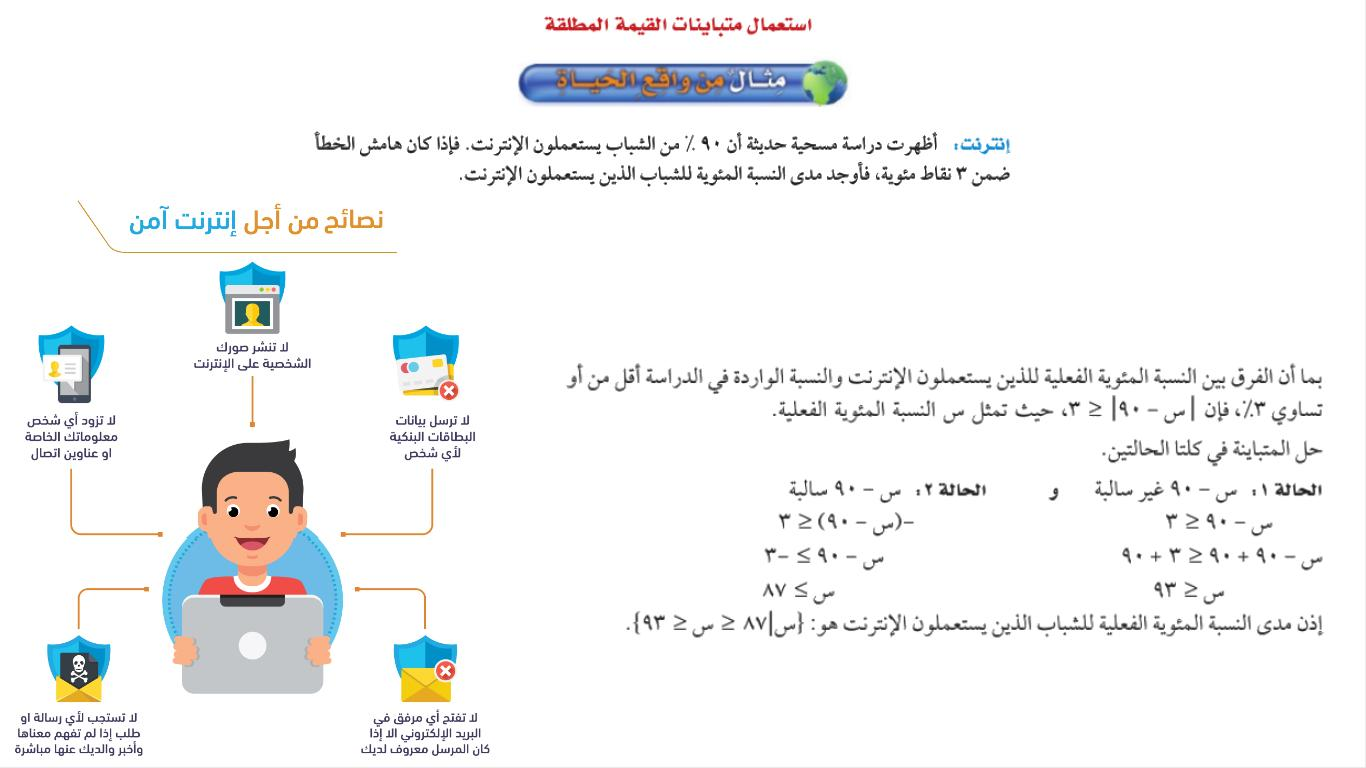 استعمال متباينات القيمة المطلقة
مثال من واقع الحياة
إنترنت: أظهرت دراسة مسحية حديثة أن ٩٠ ٪ من الشباب يستعملون الإنترنت. فإذا كان هامش الخطأ
ضمن ٣ نقاط مئوية، فأوجد مدى النسبة المئوية للشباب الذين يستعملون الإنترنت.
بما أن الفرق بين النسبة المئوية الفعلية للذين يستعملون الإنترنت والنسبة الواردة في الدراسة أقل من أو
تساوي ٣٪، فإن |س – ٩٠| ≥ ٣، حيث تمثل س النسبة المئوية الفعلية.
حل المتباينة في كلتا الحالتين.
الحالة ١: س – ٩٠ غير سالبة و الحالة ٢: س – ٩٠ سالبة
س – ٩٠ ≥ ٣ –(س – ٩٠) ≥ ٣
س – ٩٠ + ٩٠ ≥ ٣ + ٩٠ س – ٩٠ ≤ –٣
س ≥ ٩٣ س ≤ ٨٧
إذن مدى النسبة المئوية الفعلية للشباب الذين يستعملون الإنترنت هو: {س|٨٧ ≥ س ≥ ٩٣}.
نصائح من أجل إنترنت آمن
لا تنشر صورك
الشخصية على الإنترنت
لا ترسل بيانات
البطاقات البنكية
لأي شخص
لا تزود أي شخص
معلوماتك الخاصة
او عناوين اتصال
لا تفتح أي مرفق في
البريد الإلكتروني الا إذا
كان المرسل معروف لديك
لا تستجب لأي رسالة او
طلب إذا لم تفهم معناها
وأخبر والديك عنها مباشرة